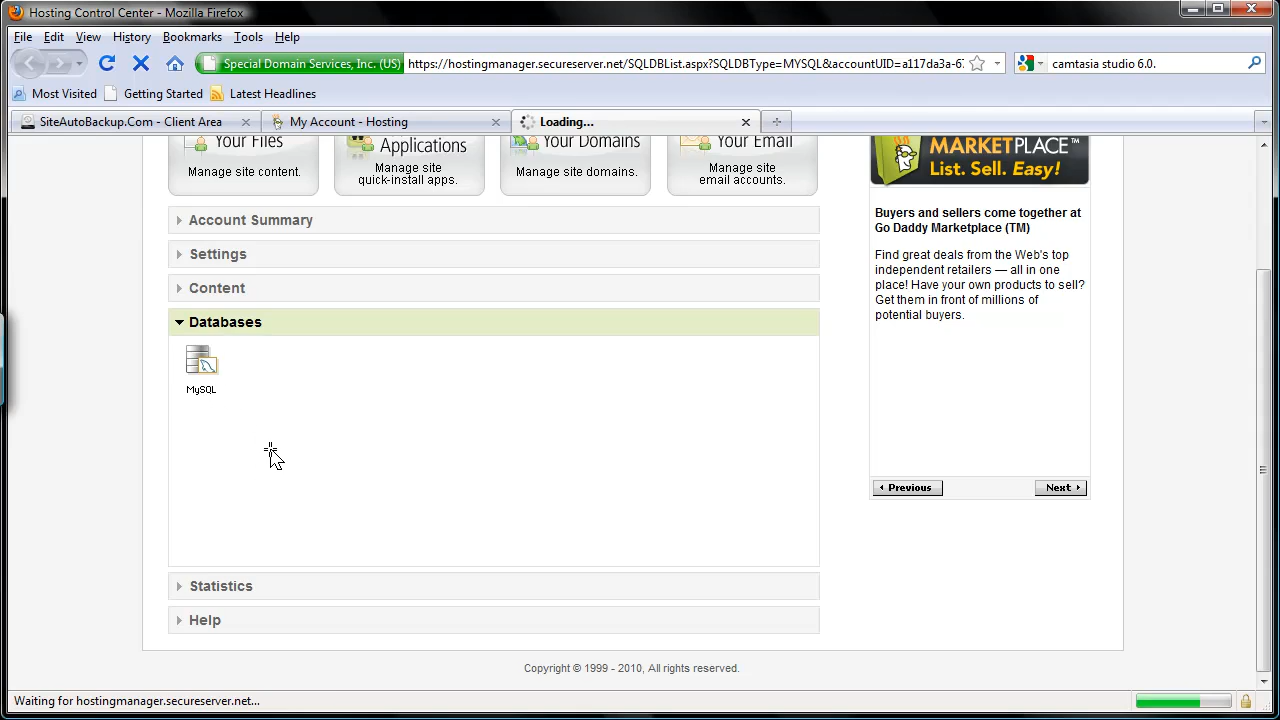 Hosting Control Center - Mozilla Firefox
File Edit View History Bookmarks Tools Help
Special Domain Services, Inc. (US) https://hostingmanager.secureserver.net/SQLDBList.aspx?SQLDBType=MYSQL&accountUID=a117da3a-6: camtasia studio 6.0.
Most Visited Getting Started Latest Headlines
SiteAutoBackup.Com - Client Area My Account - Hosting Loading...
Your Files Applications Your Domains Your Email
Manage site content. Manage site quick-install apps. Manage site domains. Manage site email accounts.
MARKETPLACE™
List. Sell. Easy!
Account Summary
Settings
Content
Databases
MySQL
Statistics
Help
Buyers and sellers come together at
Go Daddy Marketplace (TM)
Find great deals from the Web's top
independent retailers — all in one
place! Have your own products to sell?
Get them in front of millions of
potential buyers.
Previous Next
Copyright © 1999 - 2010, All rights reserved.
Waiting for hostingmanager.secureserver.net...